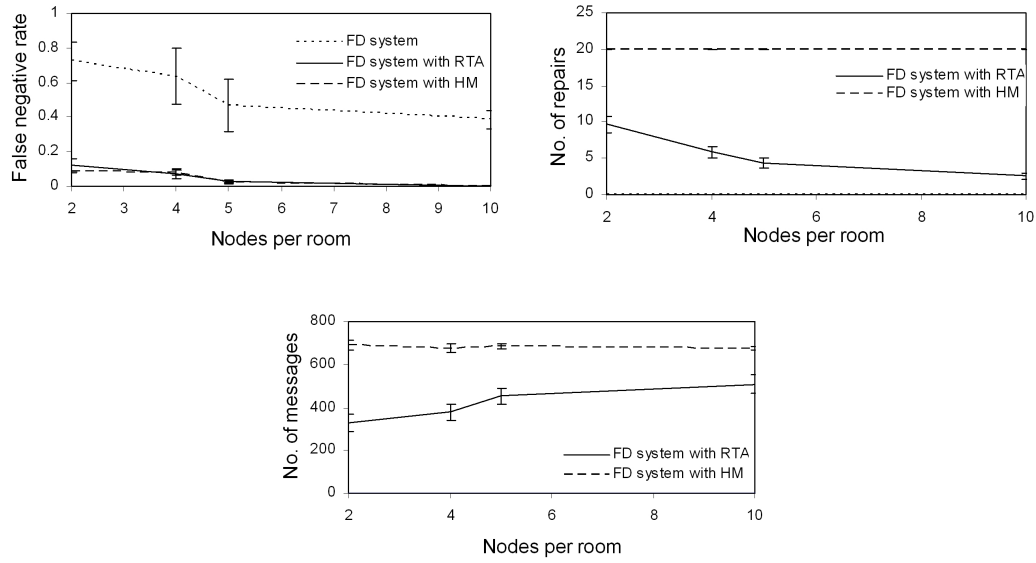 False negative rate
1
0.8
0.6
0.4
0.2
0
FD system
FD system with RTA
FD system with HM
2 3 4 5 6 7 8 9 10
Nodes per room
No. of repairs
25
20
15
10
5
0
FD system with RTA
FD system with HM
2 4 6 8 10
Nodes per room
No. of messages
800
600
400
200
0
FD system with RTA
FD system with HM
2 4 6 8 10
Nodes per room